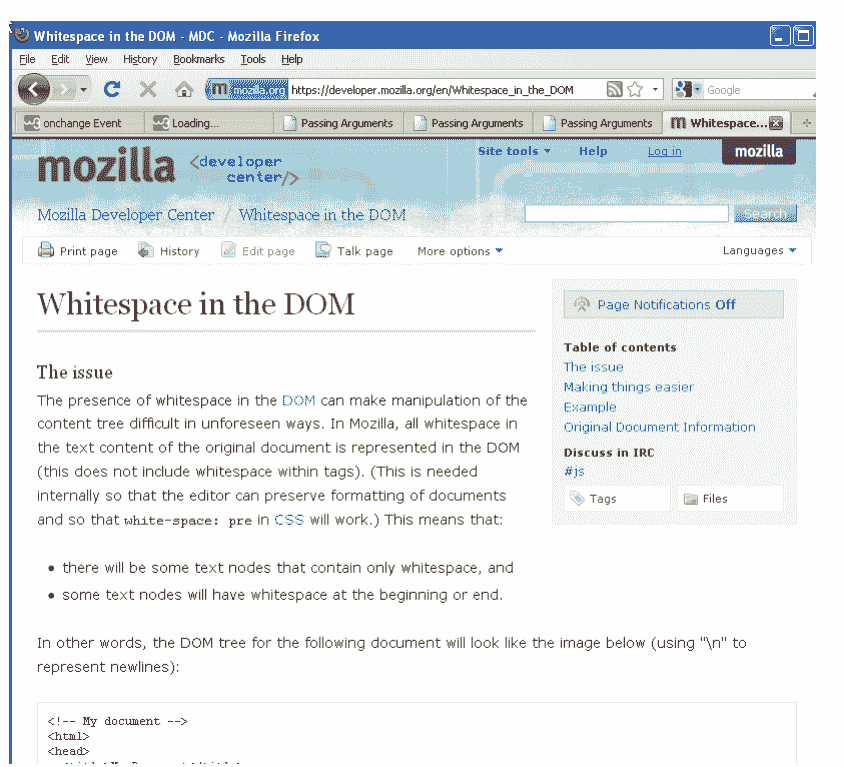 Whitespace in the DOM - MDC - Mozilla Firefox
File Edit View History Bookmarks Tools Help
mozilla.org https://developer.mozilla.org/en/Whitespace_in_the_DOM Google
onchange Event Loading... Passing Arguments Passing Arguments Passing Arguments Whitespace...
mozilla <developer center/> Site tools Help Log in mozilla
Mozilla Developer Center / Whitespace in the DOM Search
Print page History Edit page Talk page More options Languages
Whitespace in the DOM
The issue
The presence of whitespace in the DOM can make manipulation of the
content tree difficult in unforeseen ways. In Mozilla, all whitespace in
the text content of the original document is represented in the DOM
(this does not include whitespace within tags). (This is needed
internally so that the editor can preserve formatting of documents
and so that white-space: pre in CSS will work.) This means that:
• there will be some text nodes that contain only whitespace, and
• some text nodes will have whitespace at the beginning or end.
Page Notifications Off
Table of contents
The issue
Making things easier
Example
Original Document Information
Discuss in IRC
#js
Tags Files
In other words, the DOM tree for the following document will look like the image below (using "\n" to
represent newlines):
<!-- My document -->
<html>
<head>